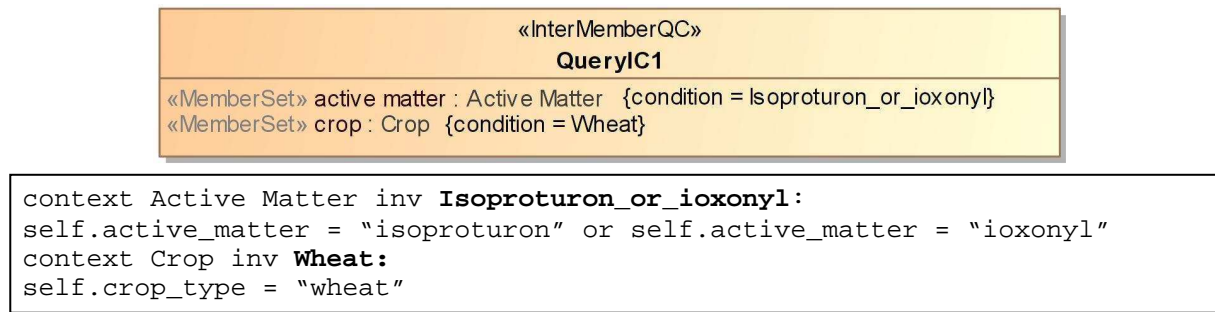 «InterMemberQC»
QueryIC1
«MemberSet» active matter : Active Matter {condition = Isoproturon_or_ioxonyl}
«MemberSet» crop : Crop {condition = Wheat}
context Active Matter inv Isoproturon_or_ioxonyl:
self.active_matter = “isoproturon” or self.active_matter = “ioxonyl”
context Crop inv Wheat:
self.crop_type = “wheat”